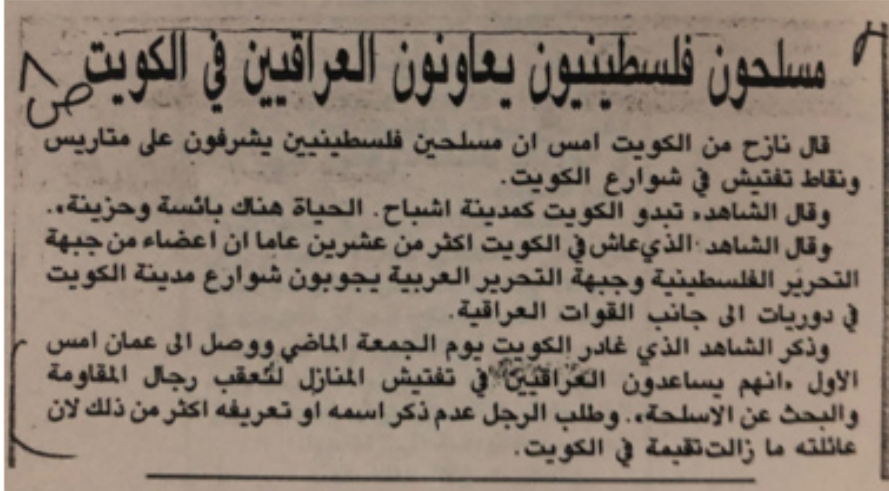 مسلحون فلسطينيون يعاونون العراقيين في الكويت
ص٨
قال نازح من الكويت امس ان مسلحين فلسطينيين يشرفون على متاريس
ونقاط تفتيش في شوارع الكويت.
وقال الشاهد، تبدو الكويت كمدينة اشباح. الحياة هناك بائسة وحزينة،.
وقال الشاهد الذي عاش في الكويت اكثر من عشرين عاما ان اعضاء من جبهة
التحرير الفلسطينية وجبهة التحرير العربية يجوبون شوارع مدينة الكويت
في دوريات الى جانب القوات العراقية.
وذكر الشاهد الذي غادر الكويت يوم الجمعة الماضي ووصل الى عمان امس
الأول ،انهم يساعدون العراقيين في تفتيش المنازل لتعقب رجال المقاومة
والبحث عن الاسلحة،. وطلب الرجل عدم ذكر اسمه أو تعريفه اكثر من ذلك لان
عائلته ما زالت مقيمة في الكويت.